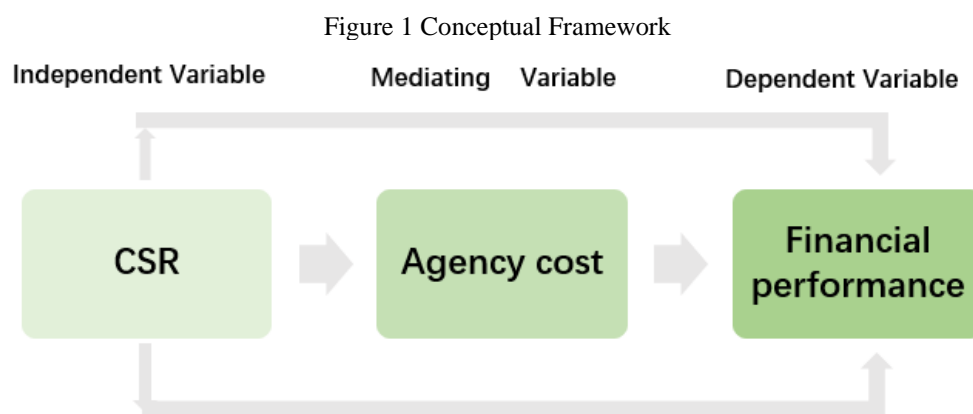 Figure 1 Conceptual Framework
Independent Variable
Mediating Variable
Dependent Variable
CSR
Agency cost
Financial
performance